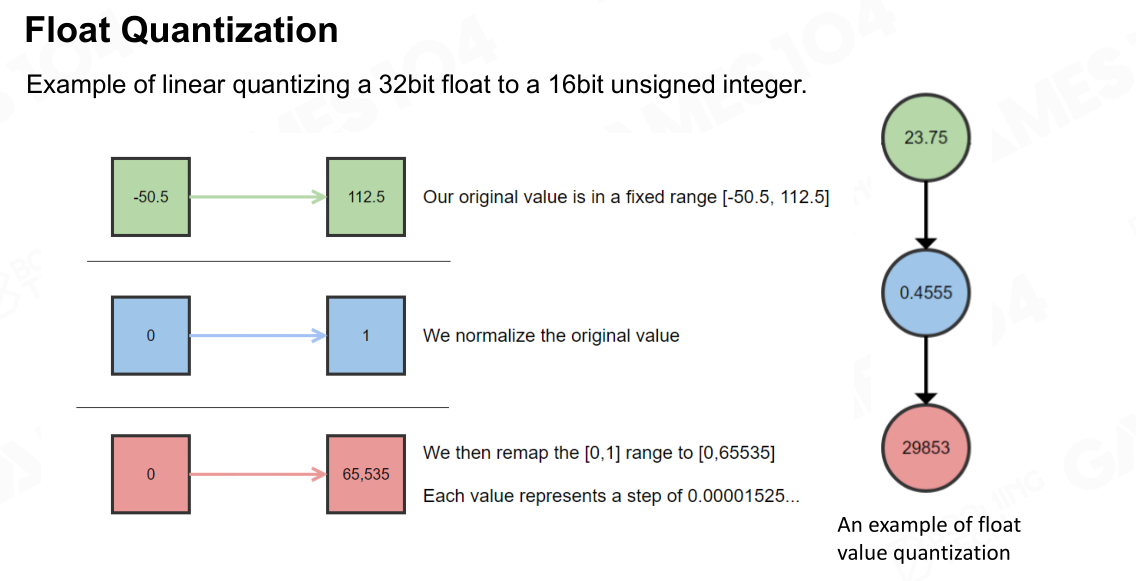 Float Quantization
Example of linear quantizing a 32bit float to a 16bit unsigned integer.
-50.5
112.5
Our original value is in a fixed range [-50.5, 112.5]
0
1
We normalize the original value
0
65,535
We then remap the [0,1] range to [0,65535]
Each value represents a step of 0.00001525...
23.75
0.4555
29853
An example of float
value quantization